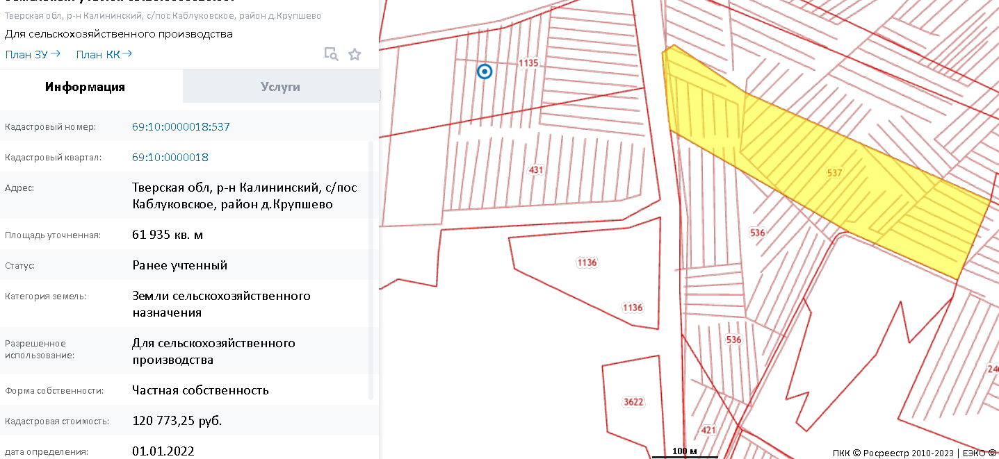 Тверская обл, р-н Калининский, с/пос Каблуковское, район д.Крупшево
Для сельскохозяйственного производства
План ЗУ → План КК →
Информация Услуги
Кадастровый номер: 69:10:0000018:537
Кадастровый квартал: 69:10:0000018
Адрес: Тверская обл, р-н Калининский, с/пос
Каблуковское, район д.Крупшево
Площадь уточненная: 61 935 кв. м
Статус: Ранее учтенный
Категория земель: Земли сельскохозяйственного
назначения
Разрешенное
использование:
Для сельскохозяйственного
производства
Форма собственности: Частная собственность
Кадастровая стоимость: 120 773,25 руб.
дата определения: 01.01.2022
1135
431
537
536
1136
1136
536
3622
421
100 м
ПКК © Росреестр 2010-2023 | ЕЭКО ©